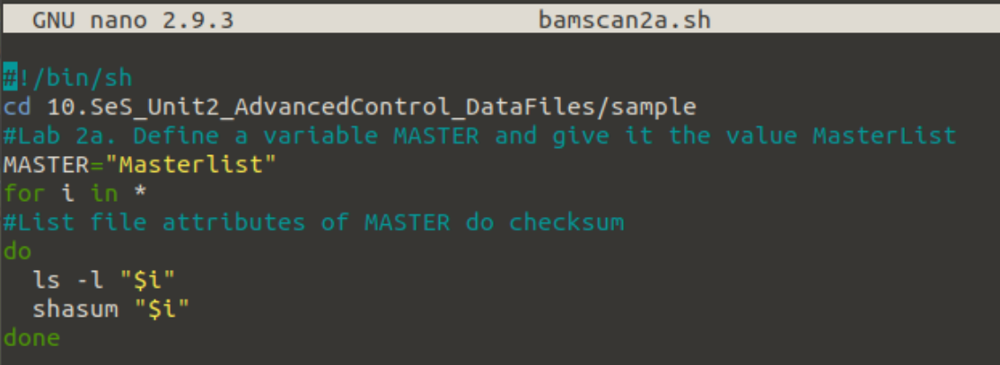 GNU nano 2.9.3 bamscan2a.sh
#!/bin/sh
cd 10.SeS_Unit2_AdvancedControl_DataFiles/sample
#Lab 2a. Define a variable MASTER and give it the value MasterList
MASTER="Masterlist"
for i in *
#List file attributes of MASTER do checksum
do
  ls -l "$i"
  shasum "$i"
done